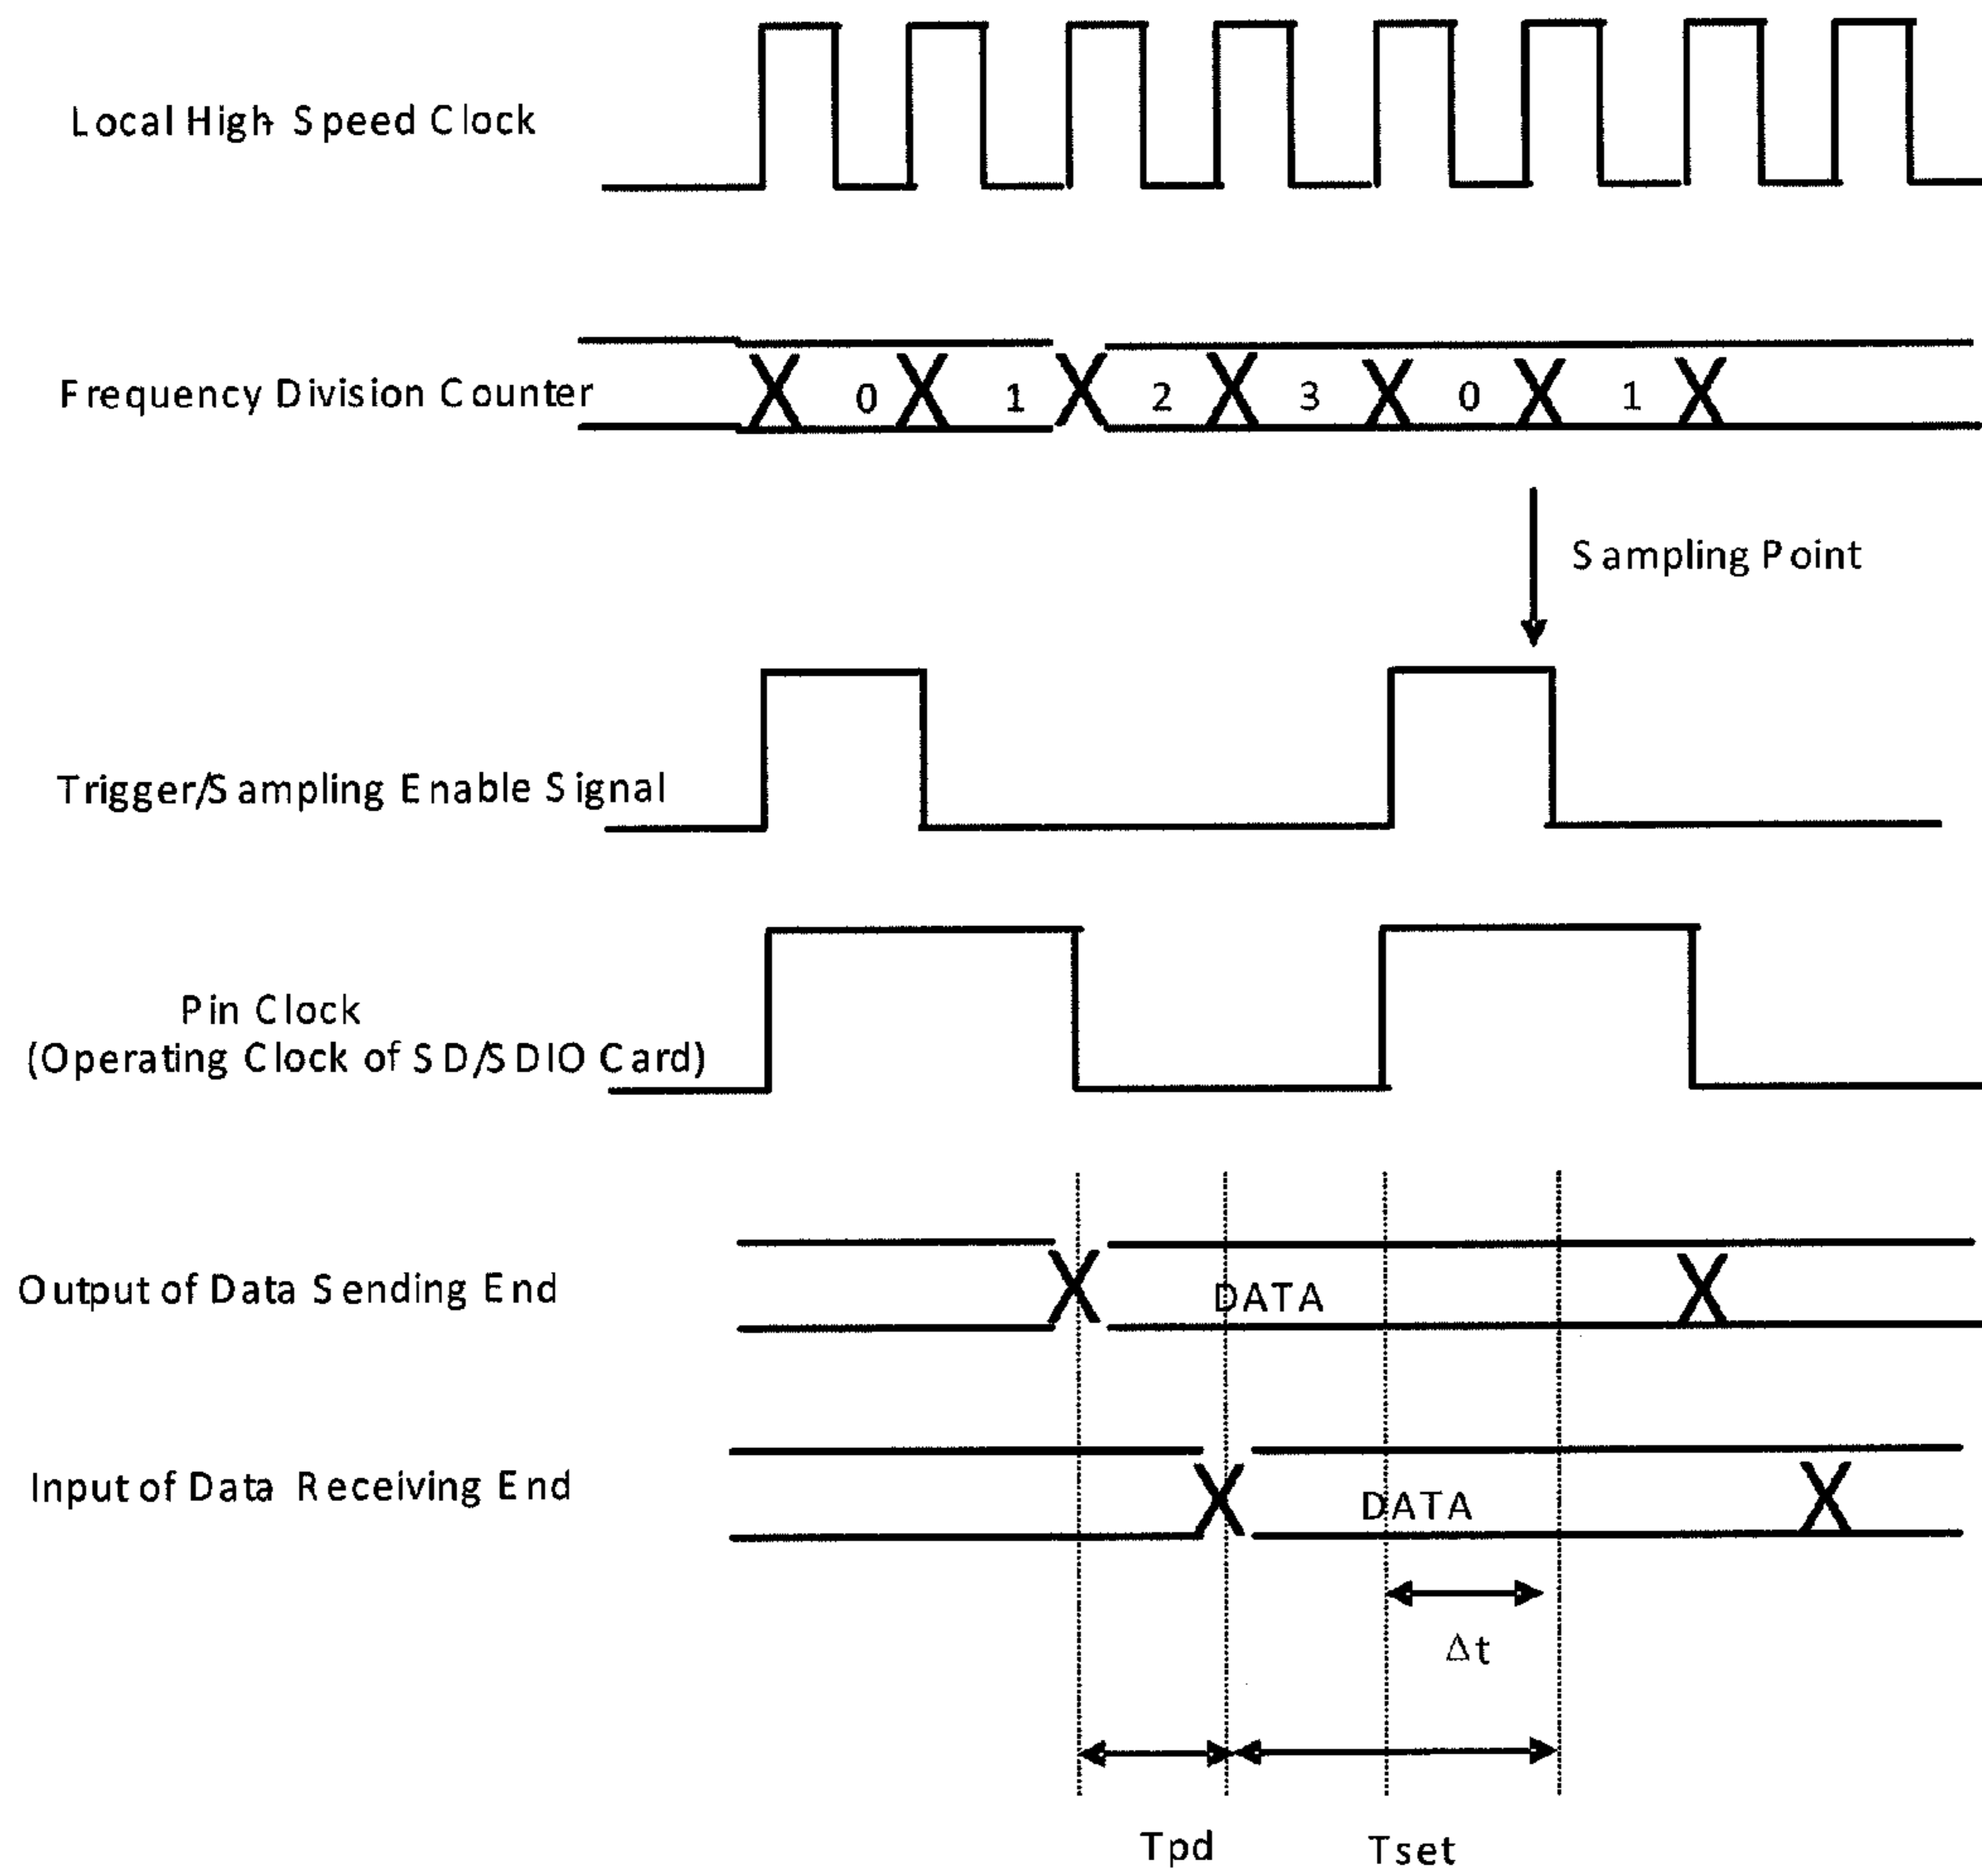 Local High Speed Clock
Frequency Division Counter
0 1 2 3 0 1
Sampling Point
Trigger/Sampling Enable Signal
Pin Clock
(Operating Clock of SD/SDIO Card)
Output of Data Sending End
DATA
Input of Data Receiving End
DATA
Δt
Tpd
Tset